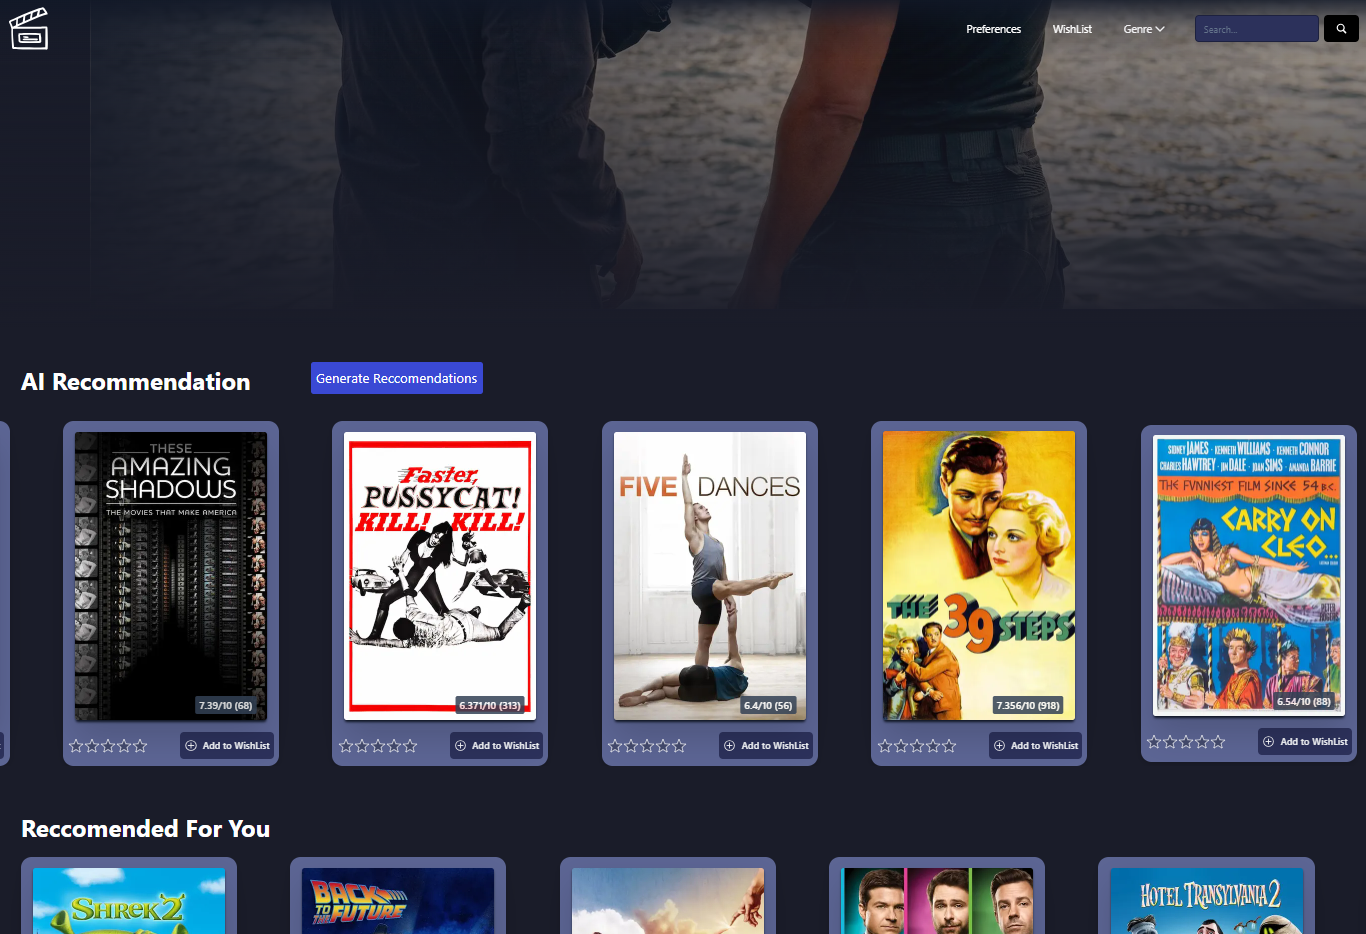 Preferences
WishList
Genre
Search...
AI Recommendation
Generate Reccomendations
THESE
AMAZING
SHADOWS
THE MOVIES THAT MAKE AMERICA
7.39/10 (68)
Add to WishList
Faster,
PUSSYCAT!
KILL! KILL!
6.371/10 (313)
Add to WishList
FIVE DANCES
6.4/10 (56)
Add to WishList
THE 39 STEPS
7.356/10 (918)
Add to WishList
SIDNEY JAMES · KENNETH WILLIAMS · KENNETH CONNOR
CHARLES HAWTREY · JIM DALE · JOAN SIMS · AMANDA BARRIE
THE FVNNIEST FILM SINCE 54 B.C.
CARRY ON
CLEO...
6.54/10 (88)
Add to WishList
Reccomended For You
SHREK 2
BACK
TO THE FUTURE
HOTEL TRANSYLVANIA 2